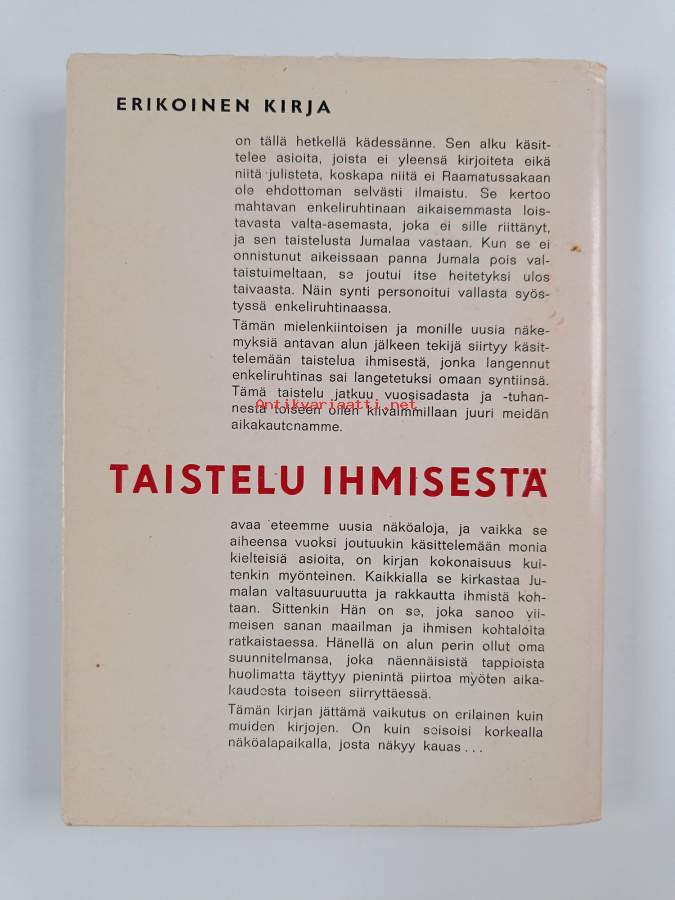 ERIKOINEN KIRJA
on tällä hetkellä kädessänne. Sen alku käsit-
telee asioita, joista ei yleensä kirjoiteta eikä
niitä julisteta, koskapa niitä ei Raamatussakaan
ole ehdottoman selvästi ilmaistu. Se kertoo
mahtavan enkeliruhtinaan aikaisemmasta lois-
tavasta valta-asemasta, joka ei sille riittänyt,
ja sen taistelusta Jumalaa vastaan. Kun se ei
onnistunut aikeissaan panna Jumala pois val-
taistuimeltaan, se joutui itse heitetyksi ulos
taivaasta. Näin synti personoitui vallasta syös-
tyssä enkeliruhtinaassa.
Tämän mielenkiintoisen ja monille uusia näke-
myksiä antavan alun jälkeen tekijä siirtyy käsit-
telemään taistelua ihmisestä, jonka langennut
enkeliruhtinas sai langetetuksi omaan syntiinsä.
Tämä taistelu jatkuu vuosisadasta ja -tuhan-
Antikvariaatti.net
nesta toiseen ollen kiivaimmillaan juuri meidän
aikakautenamme.
TAISTELU IHMISESTÄ
avaa eteemme uusia näköaloja, ja vaikka se
aiheensa vuoksi joutuukin käsittelemään monia
kielteisiä asioita, on kirjan kokonaisuus kui-
tenkin myönteinen. Kaikkialla se kirkastaa Ju-
malan valtasuuruutta ja rakkautta ihmistä koh-
taan. Sittenkin Hän on se, joka sanoo vii-
meisen sanan maailman ja ihmisen kohtaloita
ratkaistaessa. Hänellä on alun perin ollut oma
suunnitelmansa, joka näennäisistä tappioista
huolimatta täyttyy pienintä piirtoa myöten aika-
kaudesta toiseen siirryttäessä.
Tämän kirjan jättämä vaikutus on erilainen kuin
muiden kirjojen. On kuin seisoisi korkealla
näköalapaikalla, josta näkyy kauas...